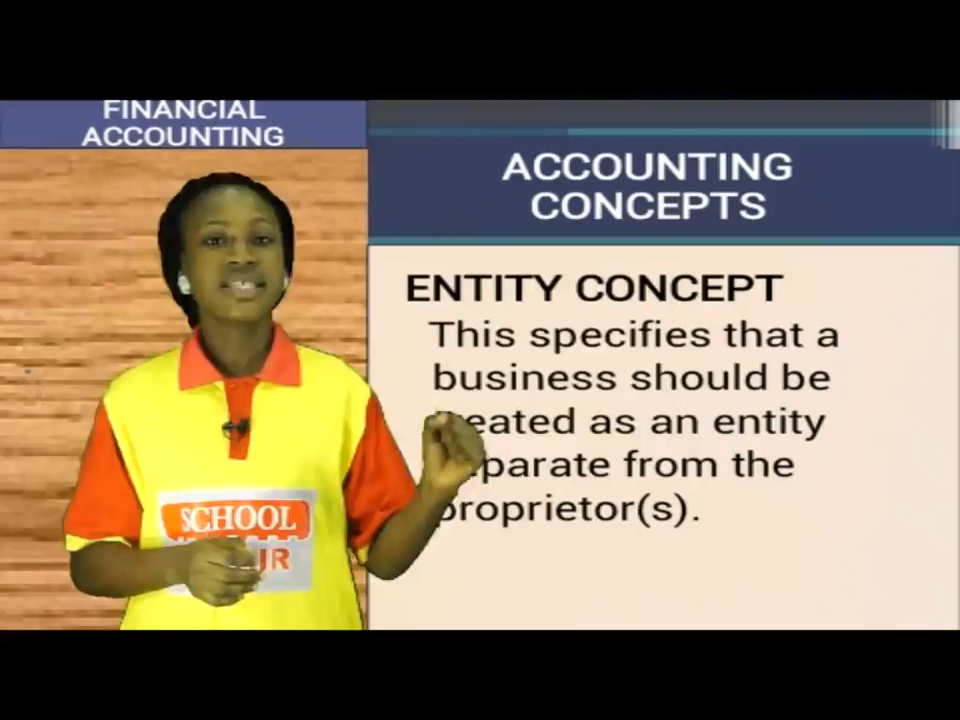 FINANCIAL
ACCOUNTING
ACCOUNTING
CONCEPTS
ENTITY CONCEPT
This specifies that a
business should be
as an entity
from the
proprietor(s).
SCHOOL